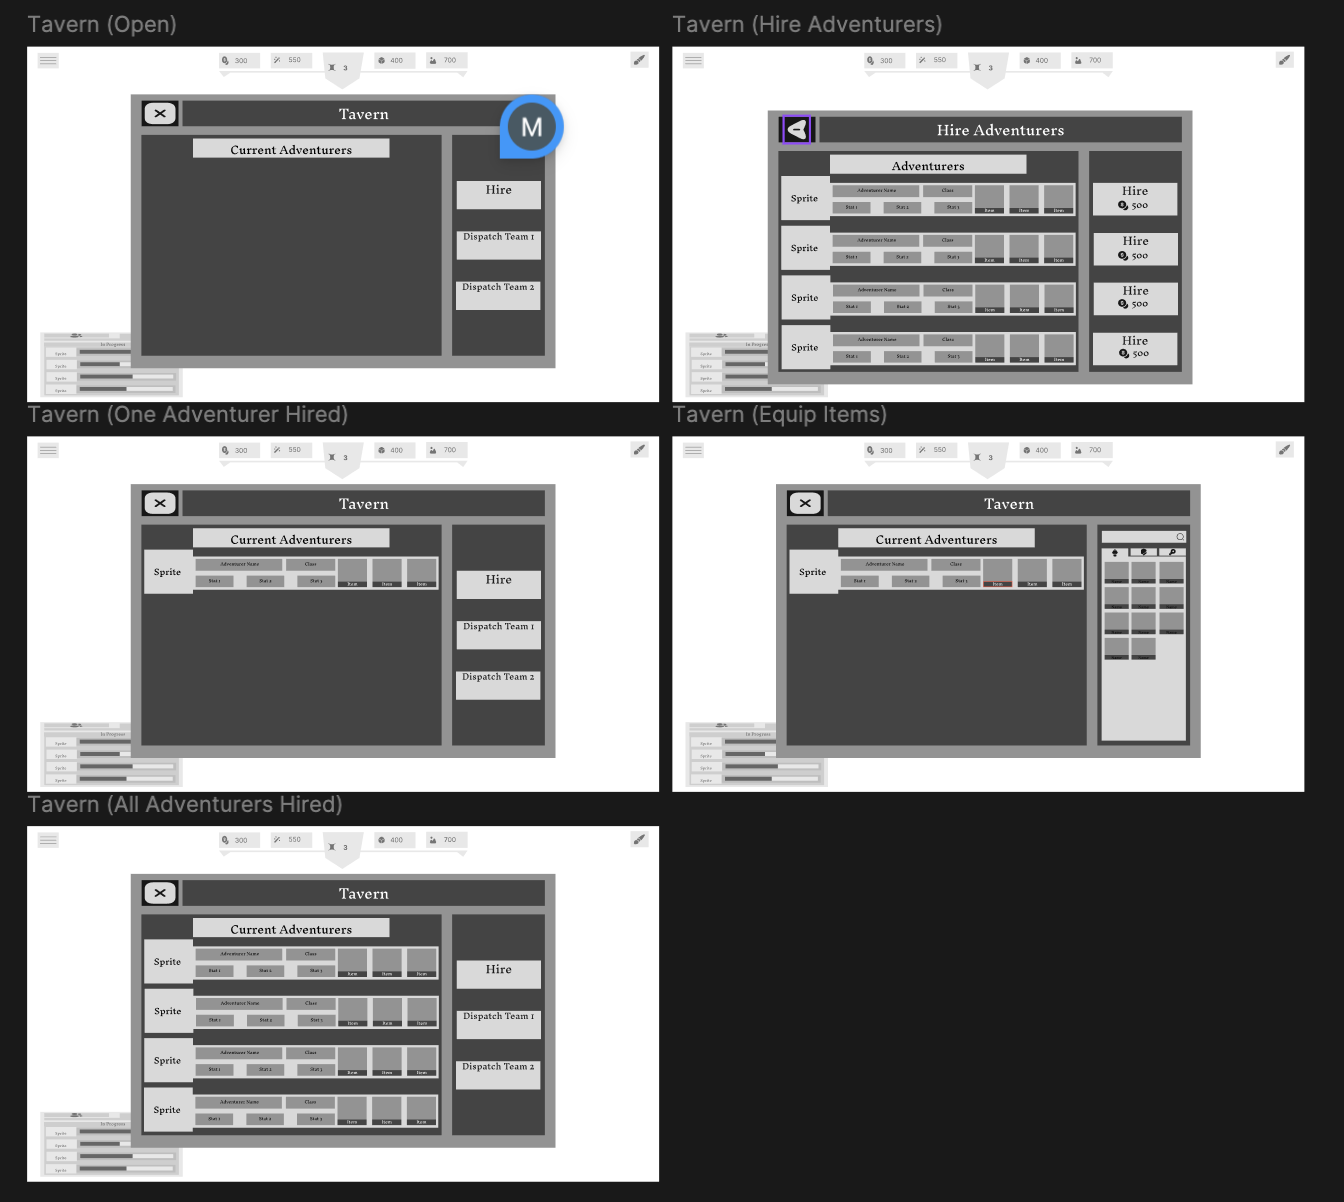 Tavern (Open)
300
550
3
400
700
Tavern
M
Current Adventurers
Hire
Dispatch Team 1
Dispatch Team 2
In Progress
Sprite
Sprite
Sprite
Sprite
Tavern (Hire Adventurers)
300
550
3
400
700
Hire Adventurers
Adventurers
Sprite
Adventurer Name
Class
Stat 1
Stat 2
Stat 1
Item
Item
Item
Hire
500
Sprite
Adventurer Name
Class
Stat 1
Stat 2
Stat 1
Item
Item
Item
Hire
500
Sprite
Adventurer Name
Class
Stat 1
Stat 2
Stat 3
Item
Item
Item
Hire
500
Sprite
Adventurer Name
Class
Stat 1
Stat 2
Stat 3
Item
Item
Item
Hire
500
In Progress
Sprite
Sprite
Sprite
Sprite
Tavern (One Adventurer Hired)
300
550
3
400
700
Tavern
Current Adventurers
Sprite
Adventurer Name
Class
Stat 1
Stat 2
Stat 3
Item
Item
Item
Hire
Dispatch Team 1
Dispatch Team 2
In Progress
Sprite
Sprite
Sprite
Sprite
Tavern (Equip Items)
300
550
3
400
700
Tavern
Current Adventurers
Sprite
Adventurer Name
Class
Stat 1
Stat 2
Stat 3
Item
Item
Item
In Progress
Sprite
Sprite
Sprite
Sprite
Tavern (All Adventurers Hired)
300
550
3
400
700
Tavern
Current Adventurers
Sprite
Adventurer Name
Class
Stat 1
Stat 2
Stat 3
Item
Item
Item
Sprite
Adventurer Name
Class
Stat 1
Stat 2
Stat 3
Item
Item
Item
Sprite
Adventurer Name
Class
Stat 1
Stat 2
Stat 3
Item
Item
Item
Sprite
Adventurer Name
Class
Stat 1
Stat 2
Stat 3
Item
Item
Item
Hire
Dispatch Team 1
Dispatch Team 2
In Progress
Sprite
Sprite
Sprite
Sprite